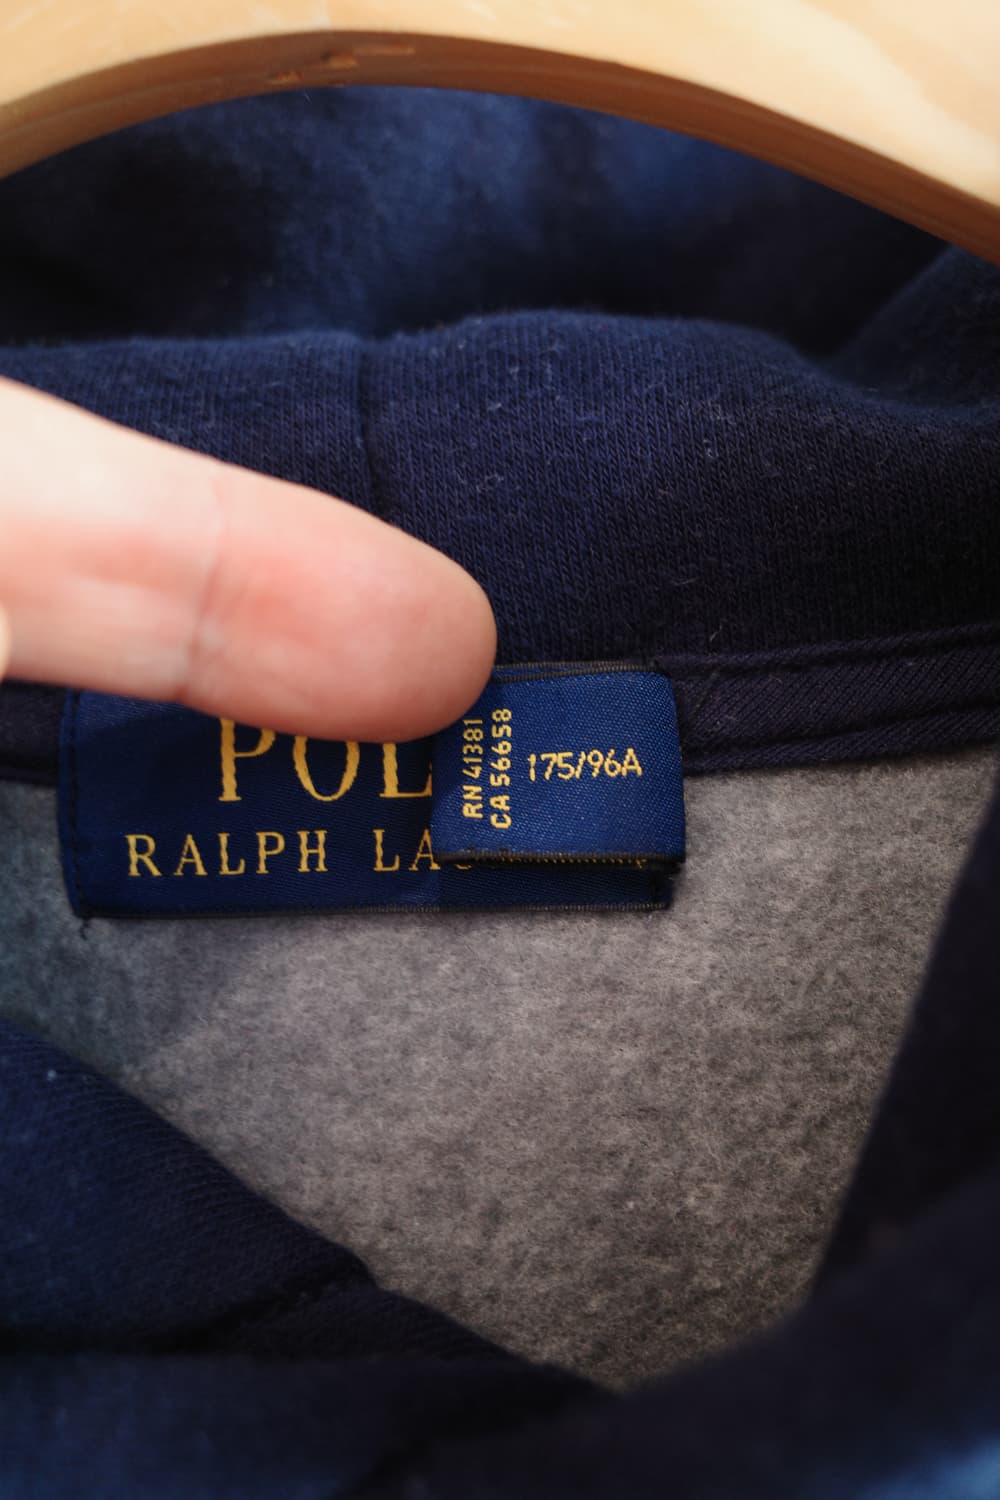 POL
RALPH LA
RN 41381
CA 56658
175/96A